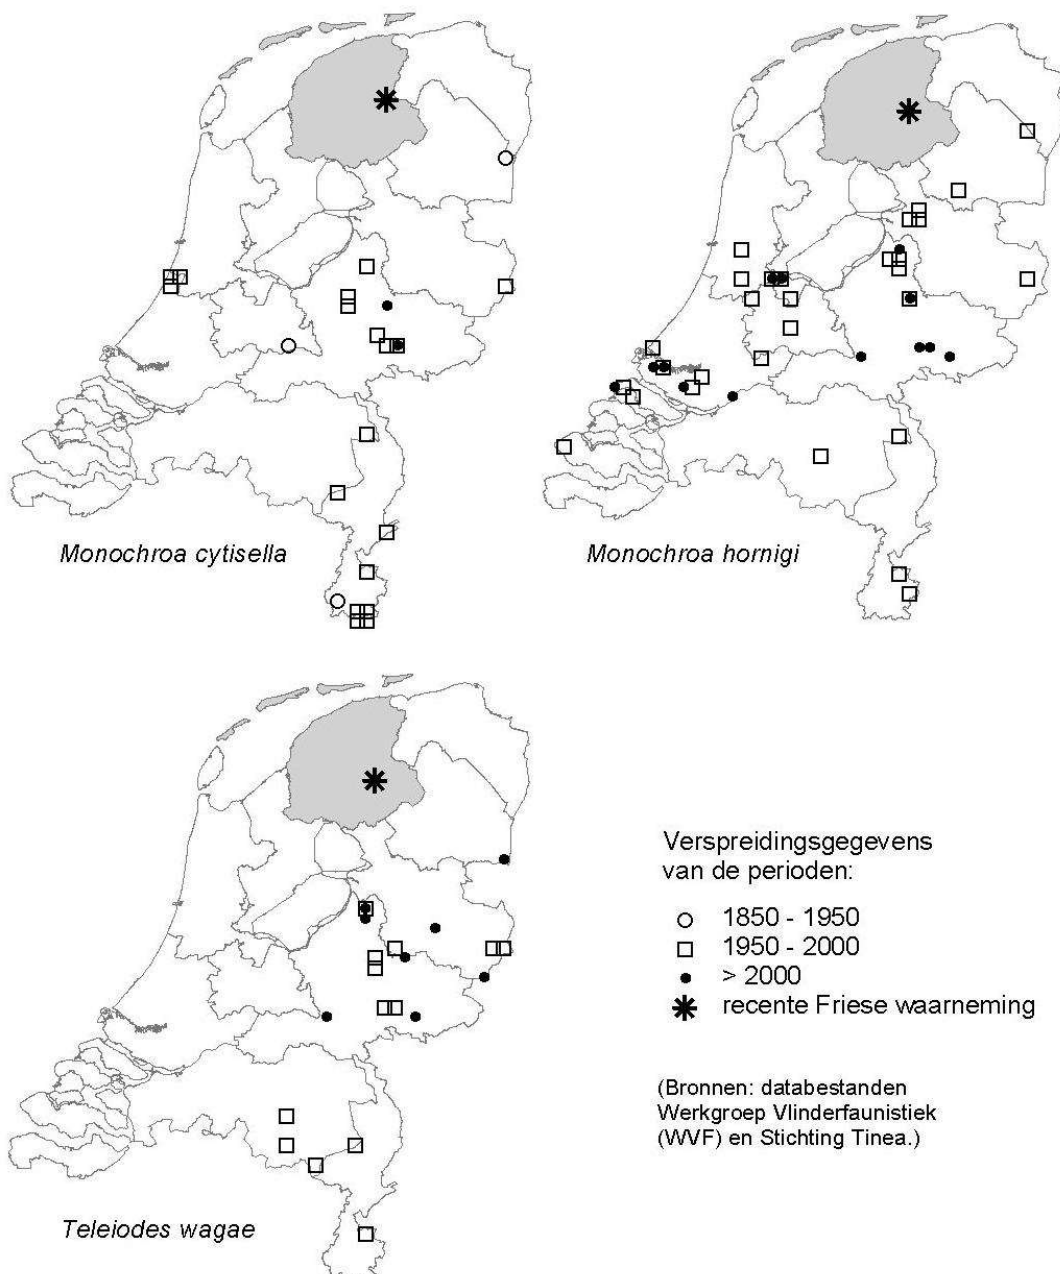 Monochroa cytisella
Monochroa hornigi
Teleiodes wagae
Verspreidingsgegevens
van de perioden:
1850 - 1950
1950 - 2000
> 2000
recente Friese waarneming
(Bronnen: databestanden
Werkgroep Vlinderfaunistiek
(WVF) en Stichting Tinea.)